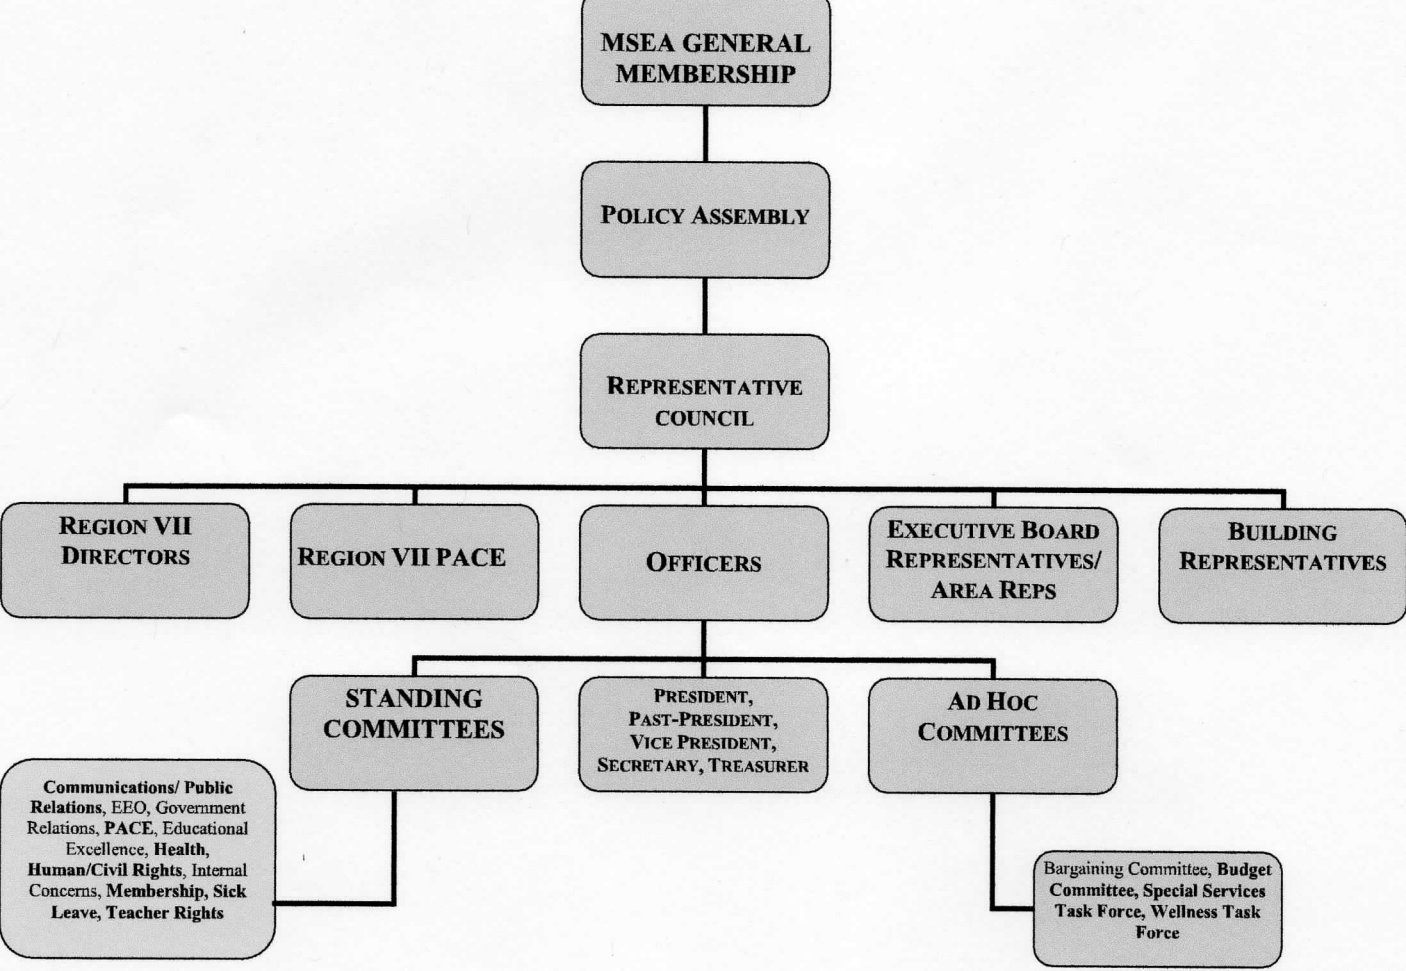 MSEA GENERAL
MEMBERSHIP
POLICY ASSEMBLY
REPRESENTATIVE
COUNCIL
REGION VII
DIRECTORS
REGION VII PACE
OFFICERS
EXECUTIVE BOARD
REPRESENTATIVES/
AREA REPS
BUILDING
REPRESENTATIVES
STANDING
COMMITTEES
PRESIDENT,
PAST-PRESIDENT,
VICE PRESIDENT,
SECRETARY, TREASURER
AD HOC
COMMITTEES
Communications/ Public
Relations, EEO, Government
Relations, PACE, Educational
Excellence, Health,
Human/Civil Rights, Internal
Concerns, Membership, Sick
Leave, Teacher Rights
Bargaining Committee, Budget
Committee, Special Services
Task Force, Wellness Task
Force